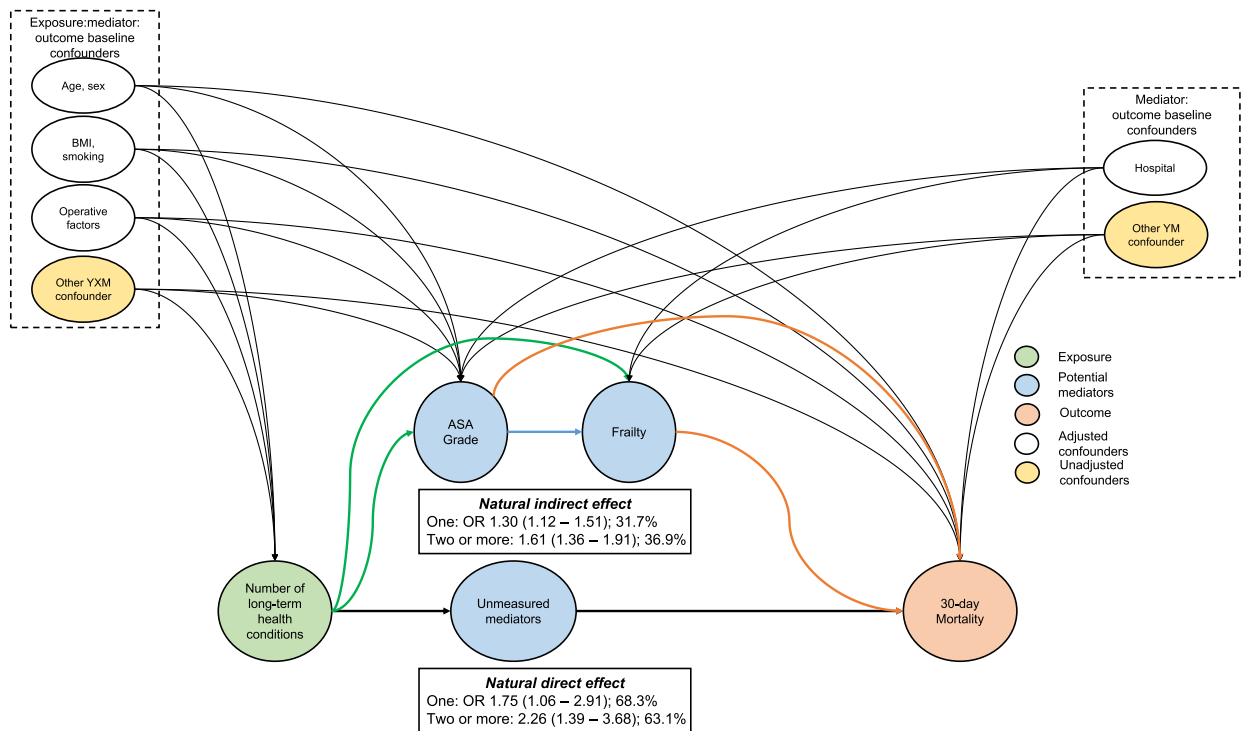 Exposure:mediator:
outcome baseline
confounders
Age, sex
BMI,
smoking
Operative
factors
Other YXM
confounder
Mediator:
outcome baseline
confounders
Hospital
Other YM
confounder
Exposure
Potential
mediators
Outcome
Adjusted
confounders
Unadjusted
confounders
ASA
Grade
Frailty
Natural indirect effect
One: OR 1.30 (1.12 – 1.51); 31.7%
Two or more: 1.61 (1.36 – 1.91); 36.9%
Number of
long-term
health
conditions
Unmeasured
mediators
30-day
Mortality
Natural direct effect
One: OR 1.75 (1.06 – 2.91); 68.3%
Two or more: 2.26 (1.39 – 3.68); 63.1%